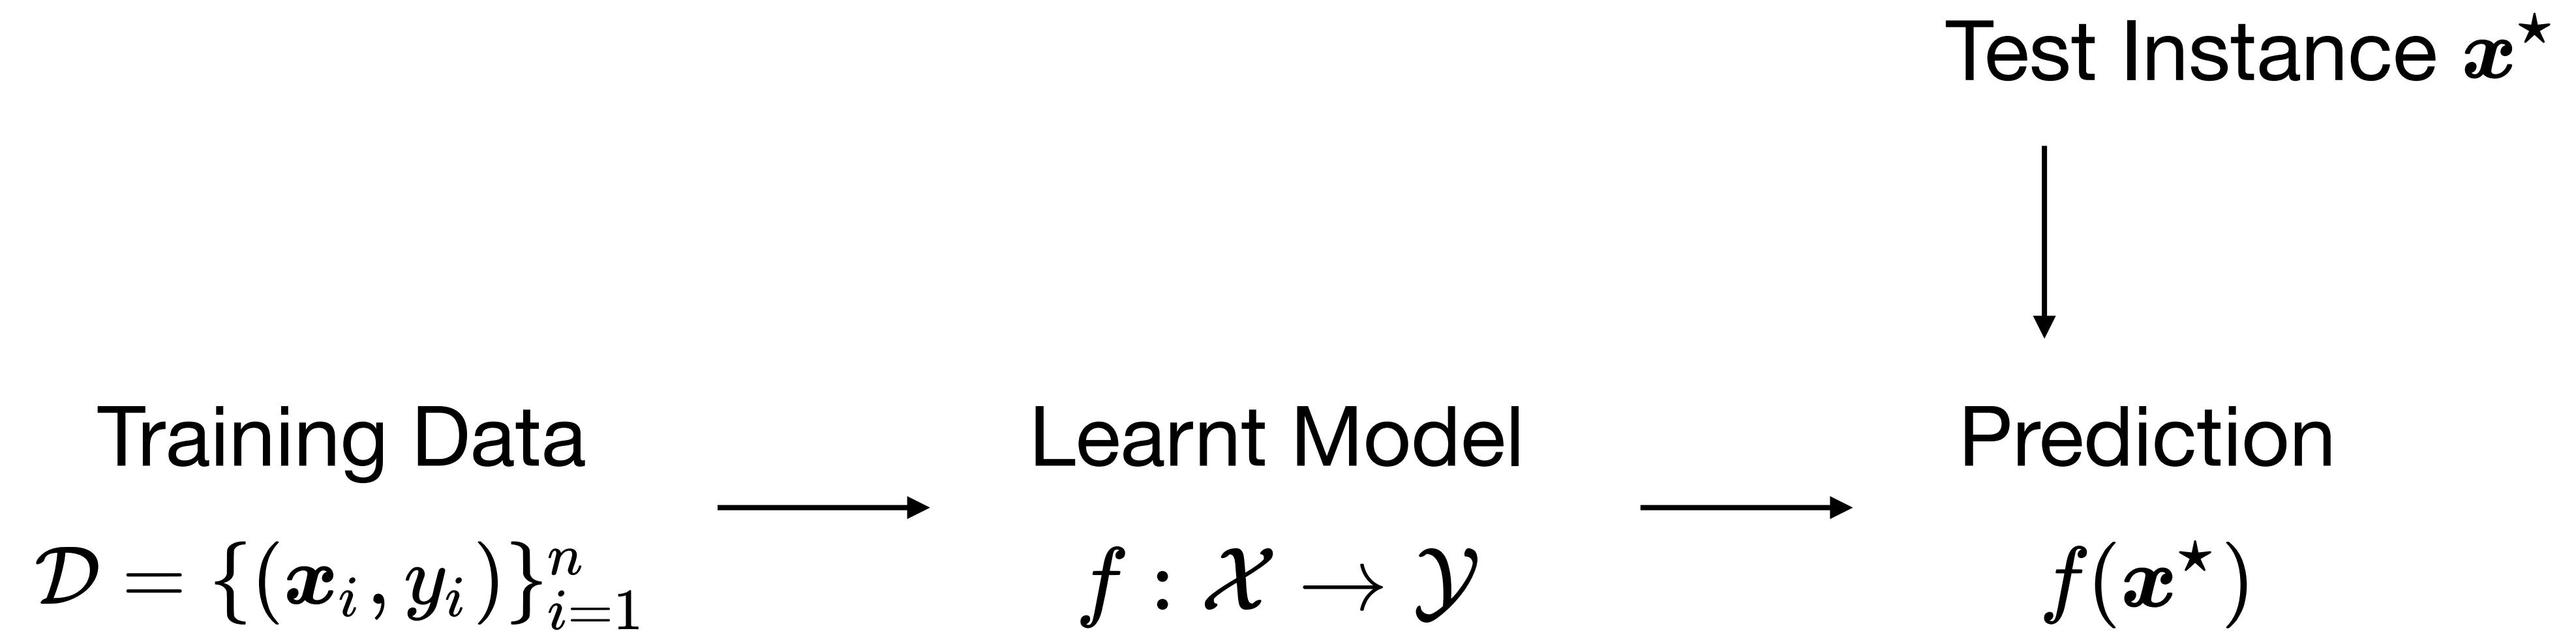 Test Instance 𝒙⋆
Training Data
Learnt Model
Prediction
𝒟 = {(𝒙ᵢ, yᵢ)}ⁿᵢ₌₁
f : 𝒳 → 𝒴
f(𝒙⋆)